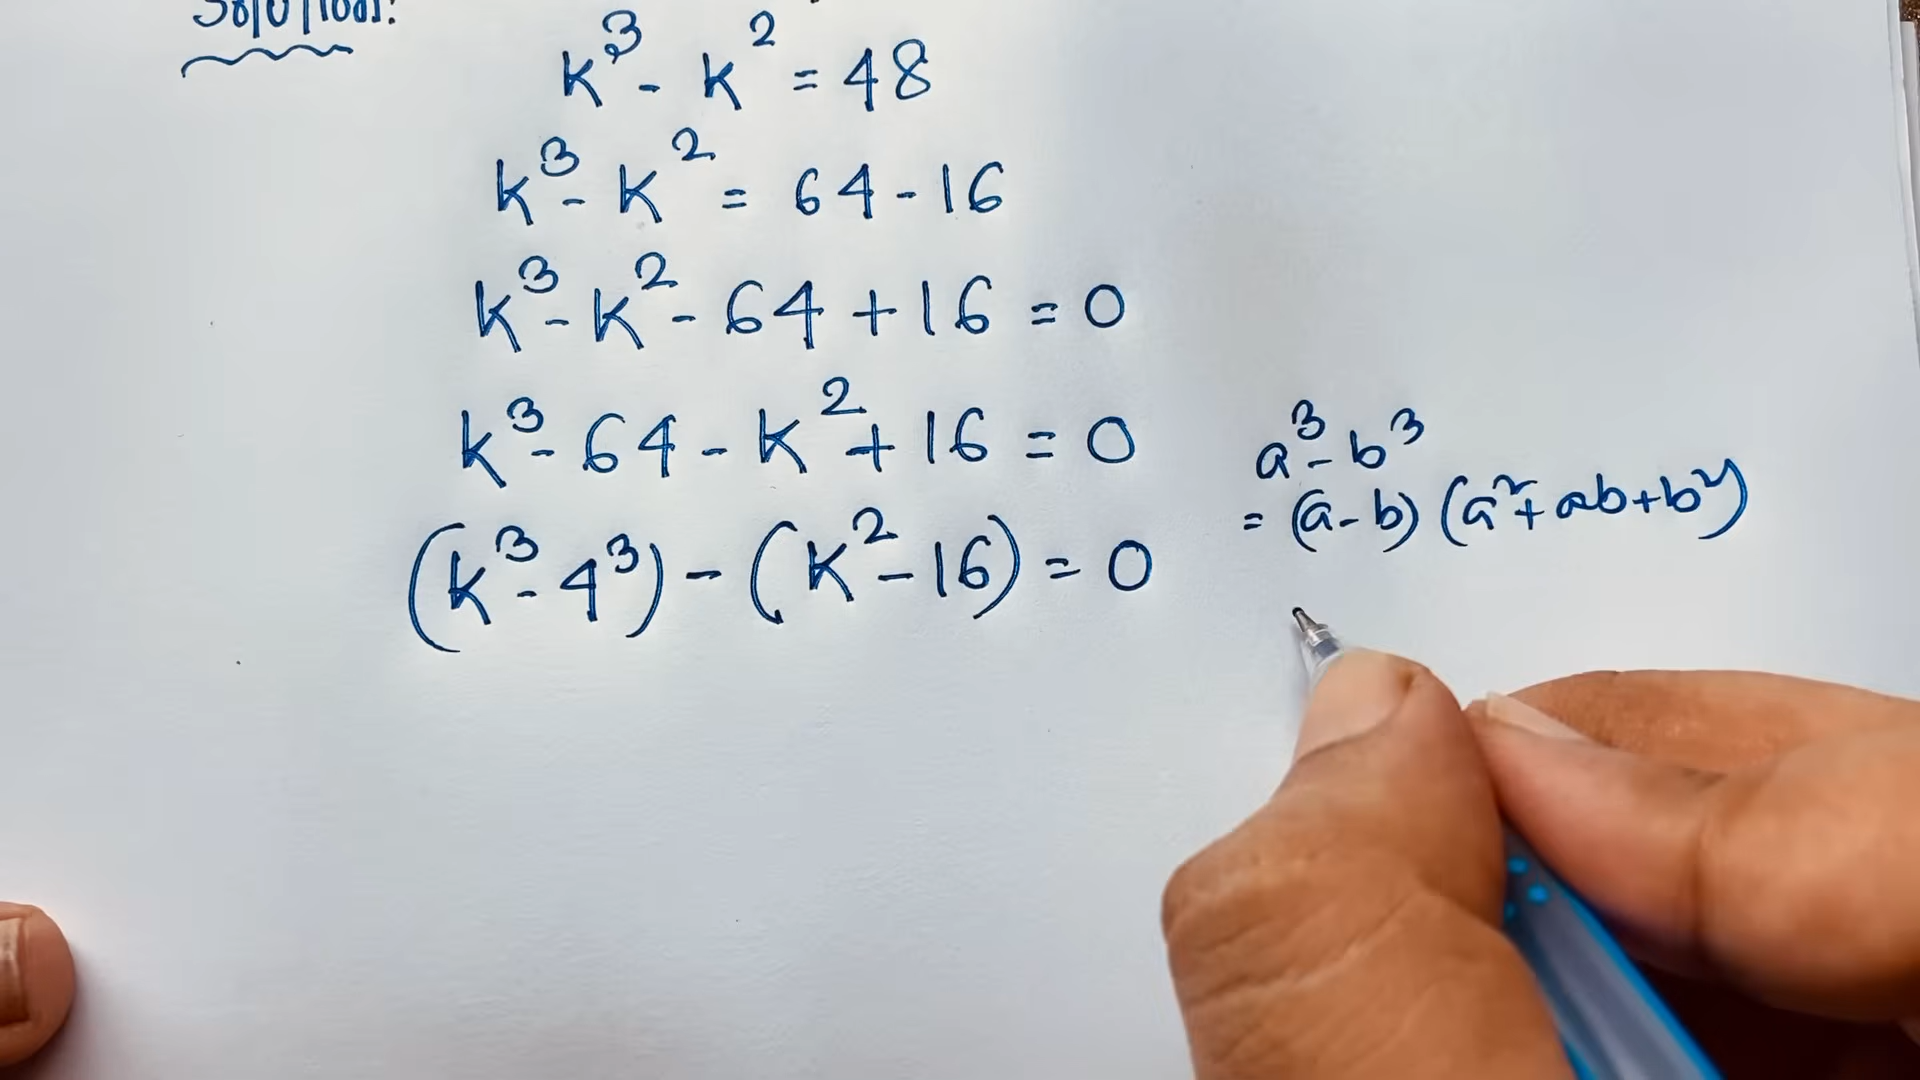 Solution:
k³ - k² = 48
k³ - k² = 64 - 16
k³ - k² - 64 + 16 = 0
k³ - 64 - k² + 16 = 0
(k³ - 4³) - (k² - 16) = 0
a³ - b³
= (a - b) (a² + ab + b²)